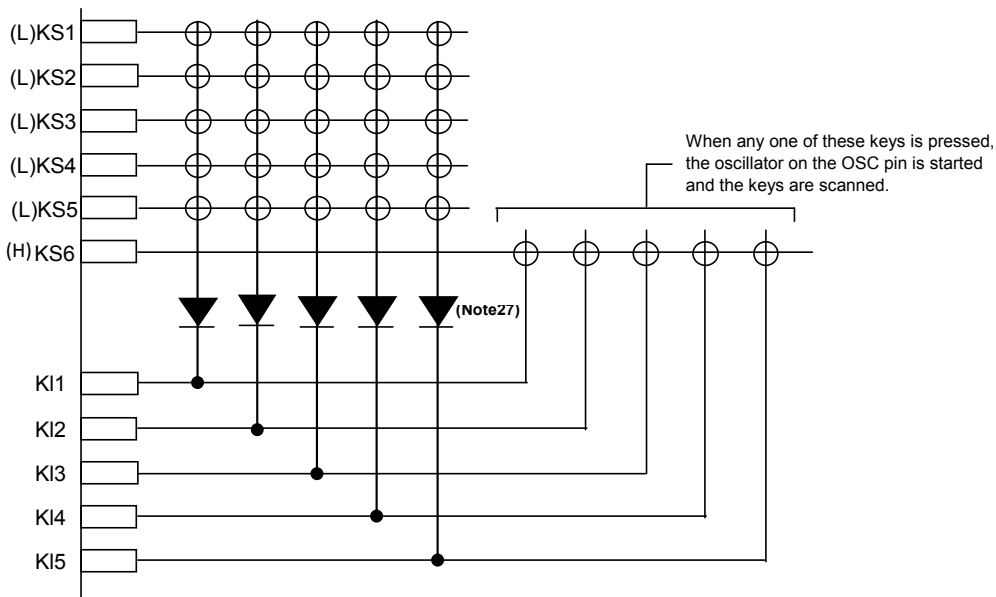 (L)KS1
(L)KS2
(L)KS3
(L)KS4
(L)KS5
(H) KS6
When any one of these keys is pressed,
the oscillator on the OSC pin is started
and the keys are scanned.
(Note27)
KI1
KI2
KI3
KI4
KI5